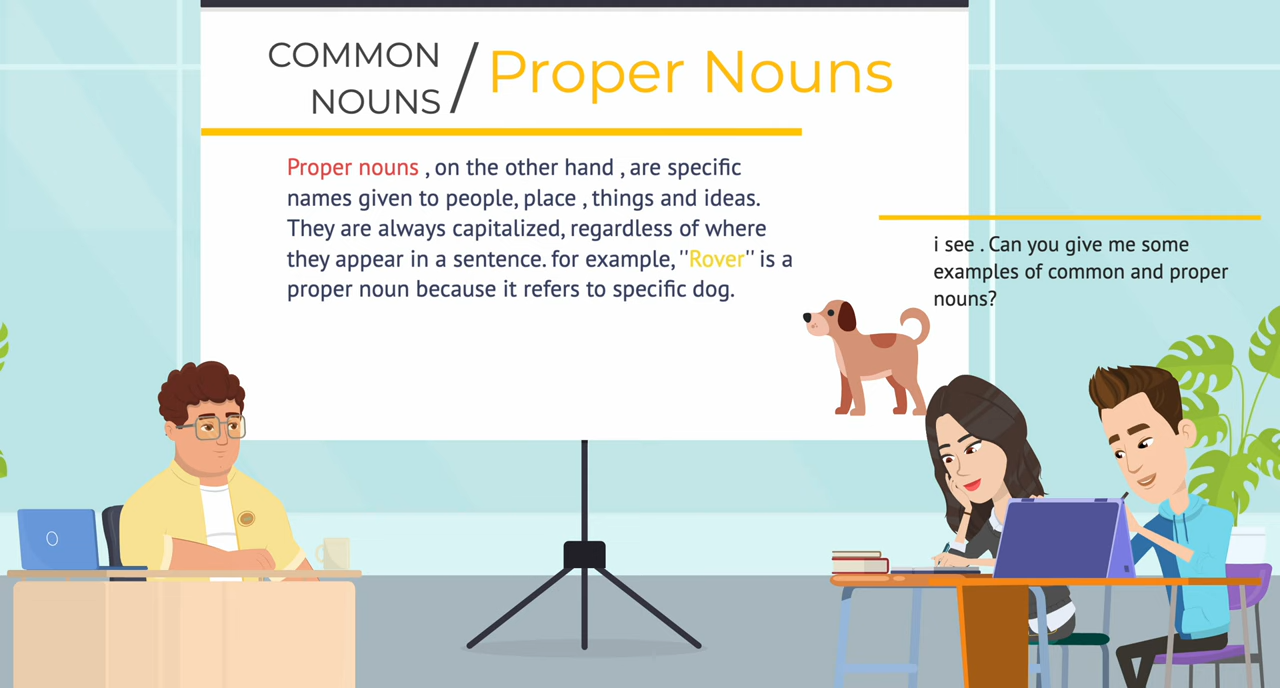 COMMON
NOUNS
/
Proper Nouns
Proper nouns , on the other hand , are specific
names given to people, place , things and ideas.
They are always capitalized, regardless of where
they appear in a sentence. for example, ''Rover'' is a
proper noun because it refers to specific dog.
i see . Can you give me some
examples of common and proper
nouns?